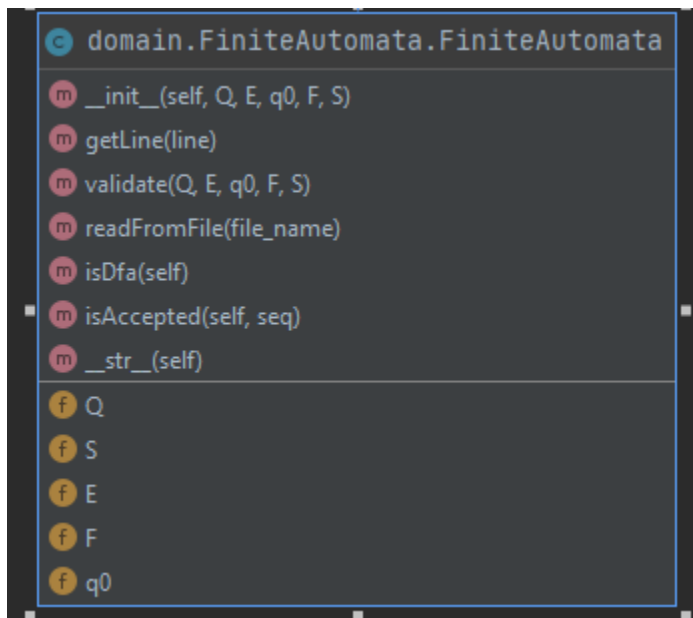 c domain.FiniteAutomata.FiniteAutomata
m __init__(self, Q, E, q0, F, S)
m getLine(line)
m validate(Q, E, q0, F, S)
m readFromFile(file_name)
m isDfa(self)
m isAccepted(self, seq)
m __str__(self)
f Q
f S
f E
f F
f q0